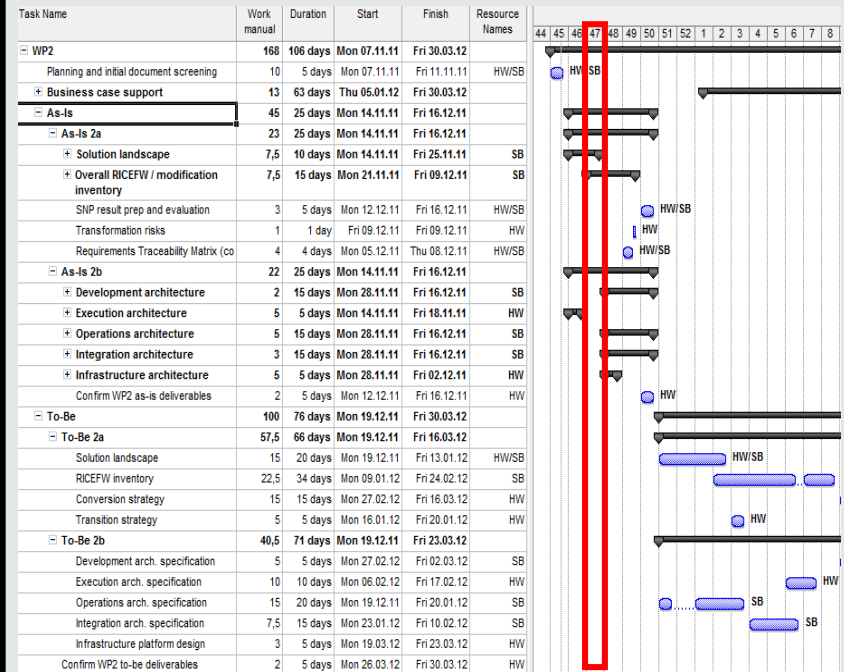 Task Name Work manual Duration Start Finish Resource Names
44 45 46 47 48 49 50 51 52 1 2 3 4 5 6 7 8
WP2 168 106 days Mon 07.11.11 Fri 30.03.12
Planning and initial document screening 10 5 days Mon 07.11.11 Fri 11.11.11 HW/SB HW/SB
Business case support 13 63 days Thu 05.01.12 Fri 30.03.12
As-Is 45 25 days Mon 14.11.11 Fri 16.12.11
As-Is 2a 23 25 days Mon 14.11.11 Fri 16.12.11
Solution landscape 7,5 10 days Mon 14.11.11 Fri 25.11.11 SB
Overall RICEFW / modification 7,5 15 days Mon 21.11.11 Fri 09.12.11 SB
inventory
SNP result prep and evaluation 3 5 days Mon 12.12.11 Fri 16.12.11 HW/SB HW/SB
Transformation risks 1 1 day Fri 09.12.11 Fri 09.12.11 HW HW
Requirements Traceability Matrix (co 4 4 days Mon 05.12.11 Thu 08.12.11 HW/SB HW/SB
As-Is 2b 22 25 days Mon 14.11.11 Fri 16.12.11
Development architecture 2 15 days Mon 28.11.11 Fri 16.12.11 SB
Execution architecture 5 5 days Mon 14.11.11 Fri 18.11.11 HW
Operations architecture 5 15 days Mon 28.11.11 Fri 16.12.11 SB
Integration architecture 3 15 days Mon 28.11.11 Fri 16.12.11 SB
Infrastructure architecture 5 5 days Mon 28.11.11 Fri 02.12.11 HW
Confirm WP2 as-is deliverables 2 5 days Mon 12.12.11 Fri 16.12.11 HW HW
To-Be 100 76 days Mon 19.12.11 Fri 30.03.12
To-Be 2a 57,5 66 days Mon 19.12.11 Fri 16.03.12
Solution landscape 15 20 days Mon 19.12.11 Fri 13.01.12 HW/SB HW/SB
RICEFW inventory 22,5 34 days Mon 09.01.12 Fri 24.02.12 SB
Conversion strategy 15 15 days Mon 27.02.12 Fri 16.03.12 HW
Transition strategy 5 5 days Mon 16.01.12 Fri 20.01.12 HW HW
To-Be 2b 40,5 71 days Mon 19.12.11 Fri 23.03.12
Development arch. specification 5 5 days Mon 27.02.12 Fri 02.03.12 SB
Execution arch. specification 10 10 days Mon 06.02.12 Fri 17.02.12 HW HW
Operations arch. specification 15 20 days Mon 19.12.11 Fri 20.01.12 SB SB
Integration arch. specification 7,5 15 days Mon 23.01.12 Fri 10.02.12 SB SB
Infrastructure platform design 3 5 days Mon 19.03.12 Fri 23.03.12 HW
Confirm WP2 to-be deliverables 2 5 days Mon 26.03.12 Fri 30.03.12 HW